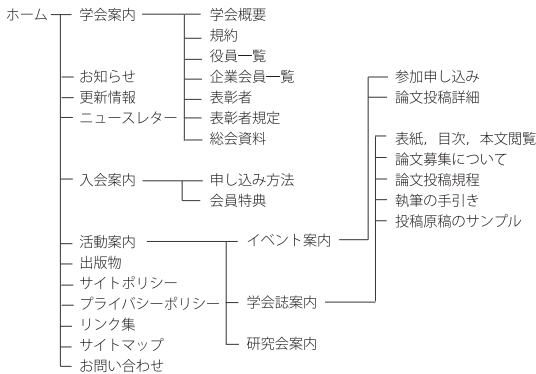 ホーム
学会案内
学会概要
規約
役員一覧
企業会員一覧
表彰者
表彰者規定
総会資料
お知らせ
更新情報
ニュースレター
入会案内
申し込み方法
会員特典
活動案内
イベント案内
参加申し込み
論文投稿詳細
学会誌案内
表紙，目次，本文閲覧
論文募集について
論文投稿規程
執筆の手引き
投稿原稿のサンプル
研究会案内
出版物
サイトポリシー
プライバシーポリシー
リンク集
サイトマップ
お問い合わせ